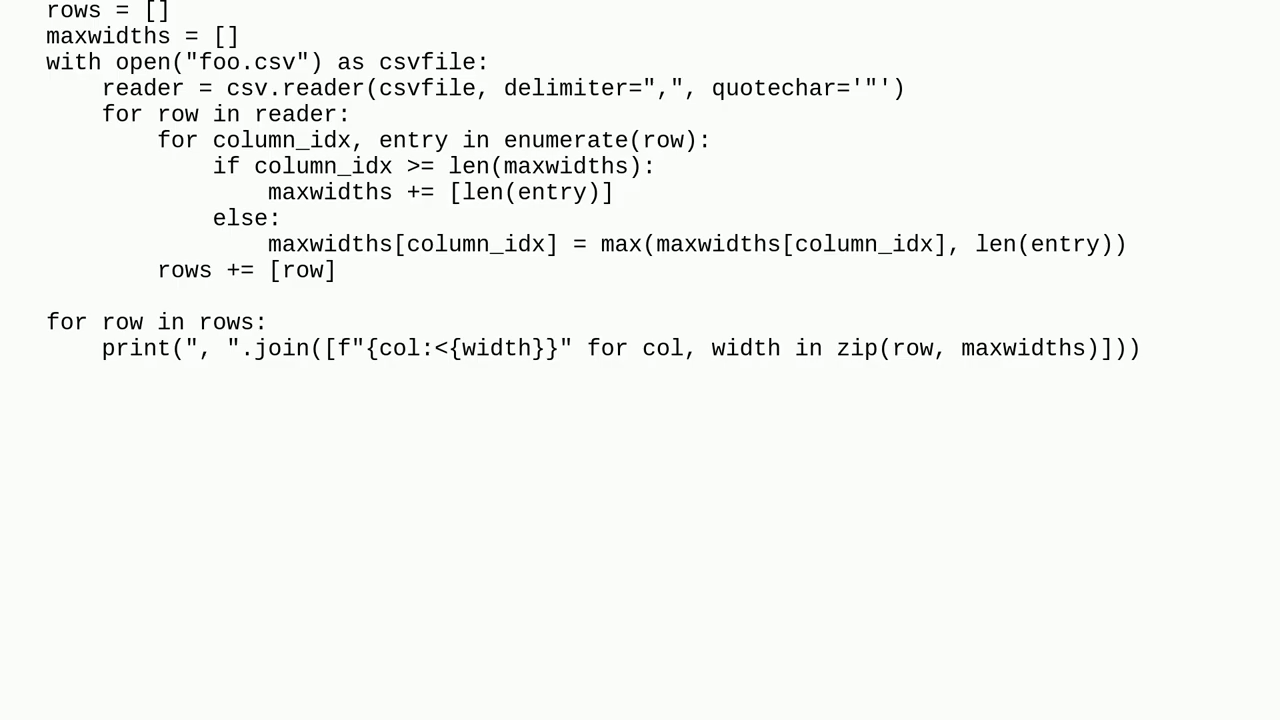 rows = []
maxwidths = []
with open("foo.csv") as csvfile:
    reader = csv.reader(csvfile, delimiter=",", quotechar='"')
    for row in reader:
        for column_idx, entry in enumerate(row):
            if column_idx >= len(maxwidths):
                maxwidths += [len(entry)]
            else:
                maxwidths[column_idx] = max(maxwidths[column_idx], len(entry))
        rows += [row]

for row in rows:
    print(", ".join([f"{col:<{width}}" for col, width in zip(row, maxwidths)]))